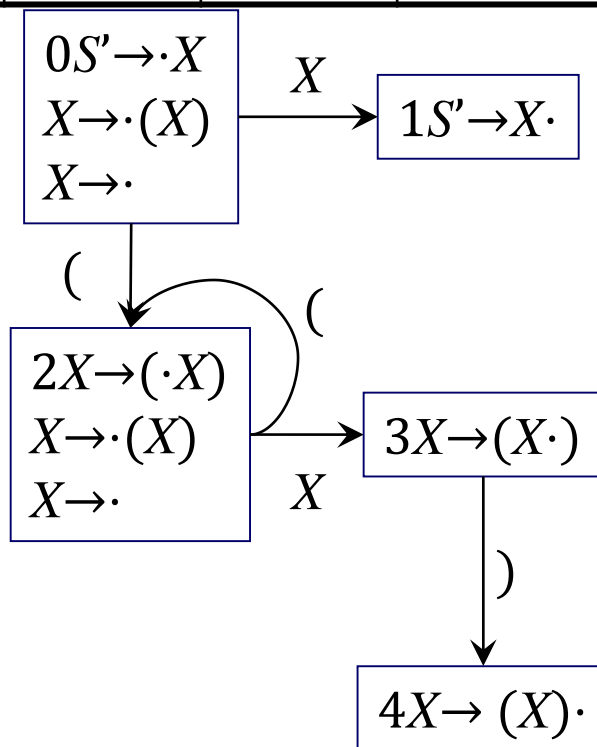 0S’→·X
X→·(X)
X→·
X
1S’→X·
(
(
2X→(·X)
X→·(X)
X→·
X
3X→(X·)
)
4X→ (X)·